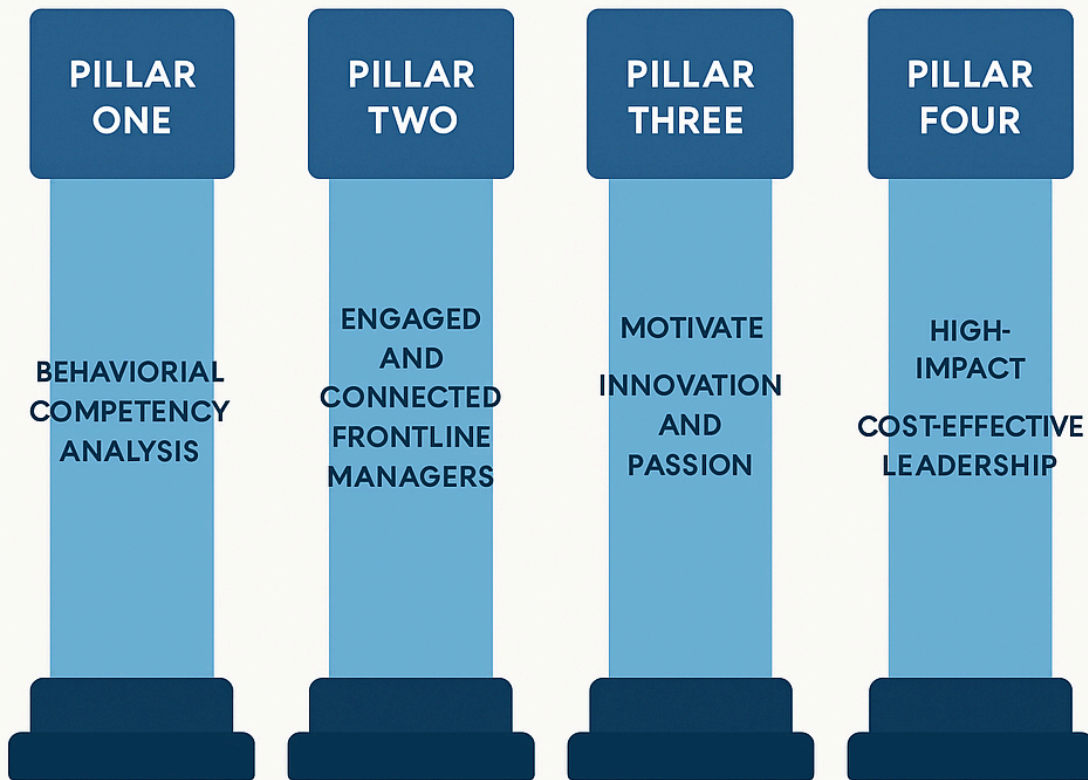 PILLAR
ONE
BEHAVIORIAL
COMPETENCY
ANALYSIS
PILLAR
TWO
ENGAGED
AND
CONNECTED
FRONTLINE
MANAGERS
PILLAR
THREE
MOTIVATE
INNOVATION
AND
PASSION
PILLAR
FOUR
HIGH-
IMPACT
COST-EFFECTIVE
LEADERSHIP